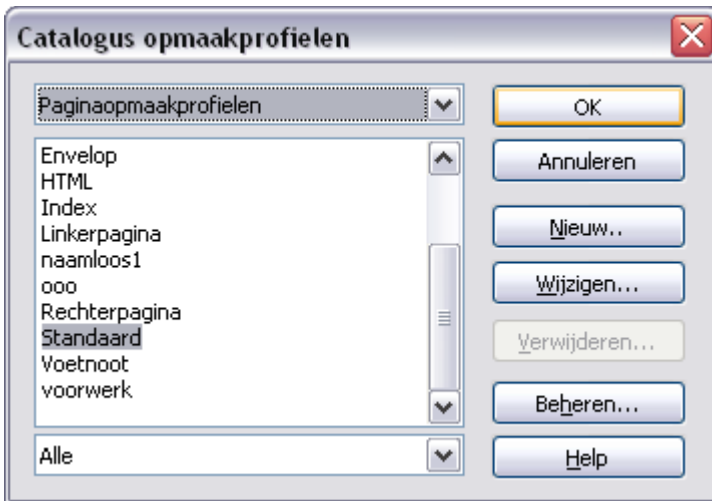 Catalogus opmaakprofielen
Paginaopmaakprofielen
Envelop
HTML
Index
Linkerpagina
naamloos1
ooo
Rechterpagina
Standaard
Voetnoot
voorwerk
Alle
OK
Annuleren
Nieuw..
Wijzigen...
Verwijderen...
Beheren...
Help